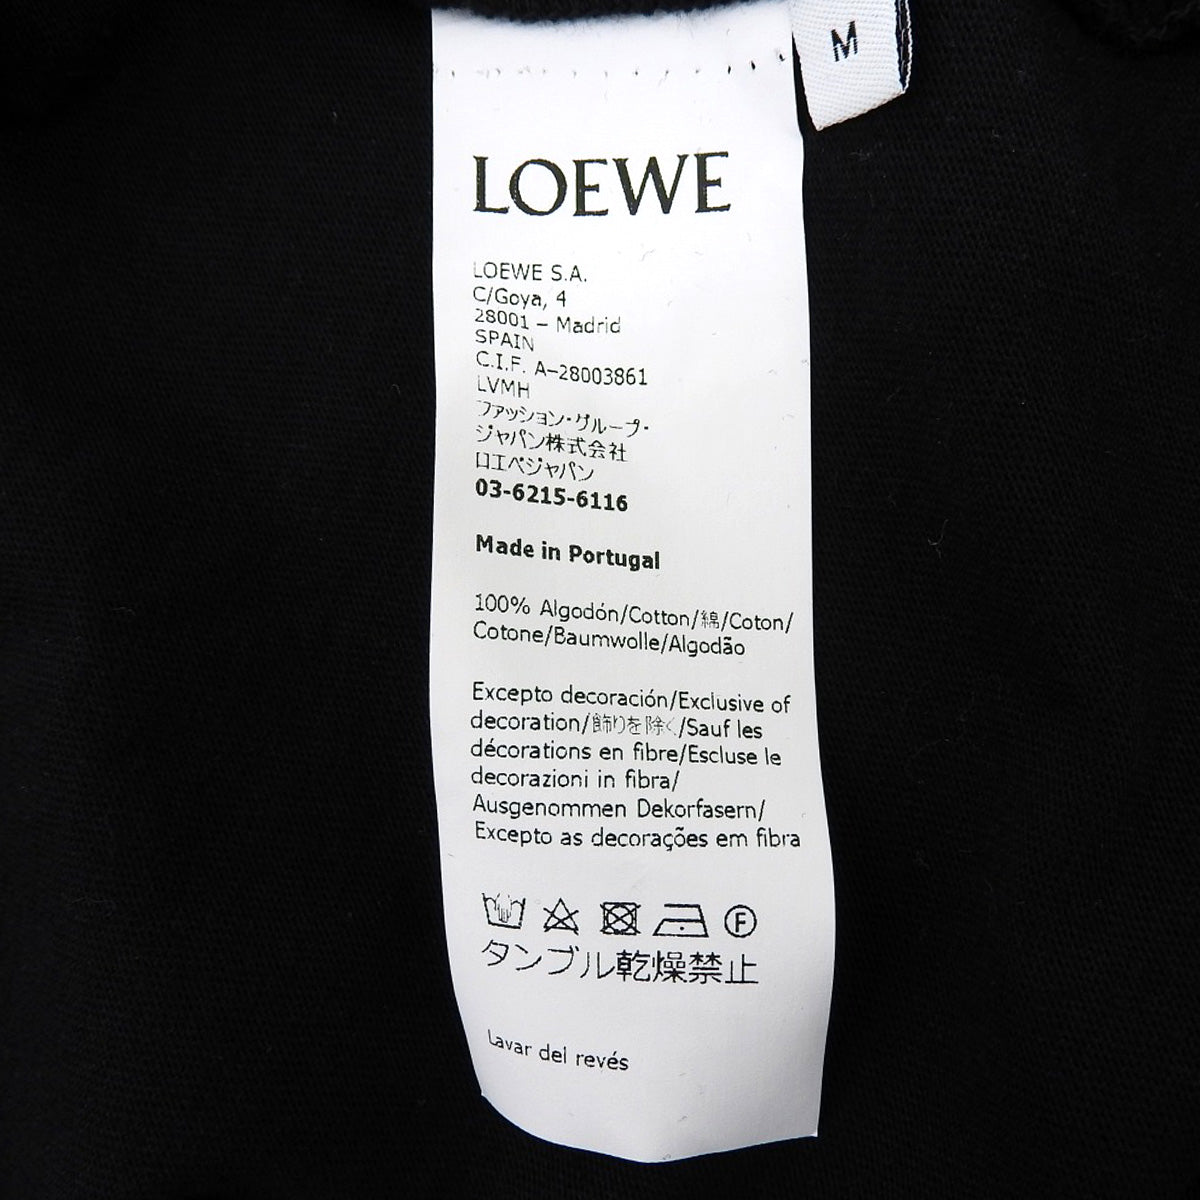 M
LOEWE
LOEWE S.A.
C/Goya, 4
28001 – Madrid
SPAIN
C.I.F. A–28003861
LVMH
ファッション・グループ・
ジャパン株式会社
ロエベジャパン
03-6215-6116
Made in Portugal
100% Algodón/Cotton/綿/Coton/
Cotone/Baumwolle/Algodão
Excepto decoración/Exclusive of
decoration/飾りを除く/Sauf les
décorations en fibre/Escluse le
decorazioni in fibra/
Ausgenommen Dekorfasern/
Excepto as decorações em fibra
F
タンブル乾燥禁止
Lavar del revés